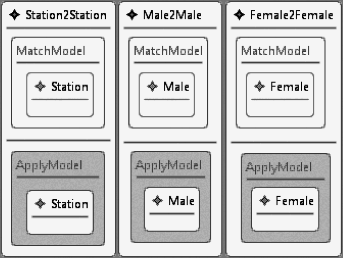 Station2Station
MatchModel
Station
ApplyModel
Station
Male2Male
MatchModel
Male
ApplyModel
Male
Female2Female
MatchModel
Female
ApplyModel
Female